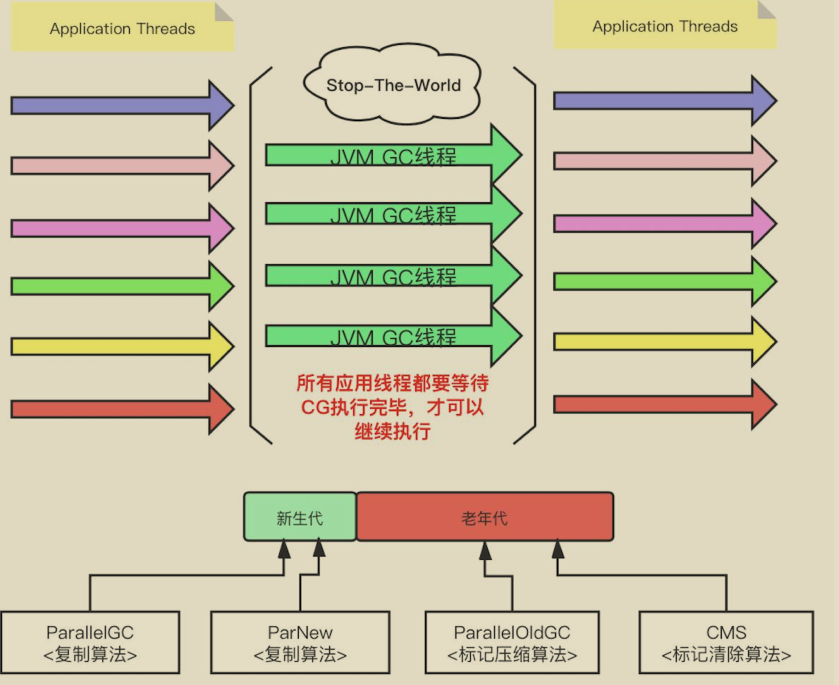 Application Threads
Application Threads
Stop-The-World
JVM GC线程
JVM GC线程
JVM GC线程
JVM GC线程
所有应用线程都要等待
CG执行完毕，才可以
继续执行
新生代
老年代
ParallelGC
<复制算法>
ParNew
<复制算法>
ParallelOldGC
<标记压缩算法>
CMS
<标记清除算法>